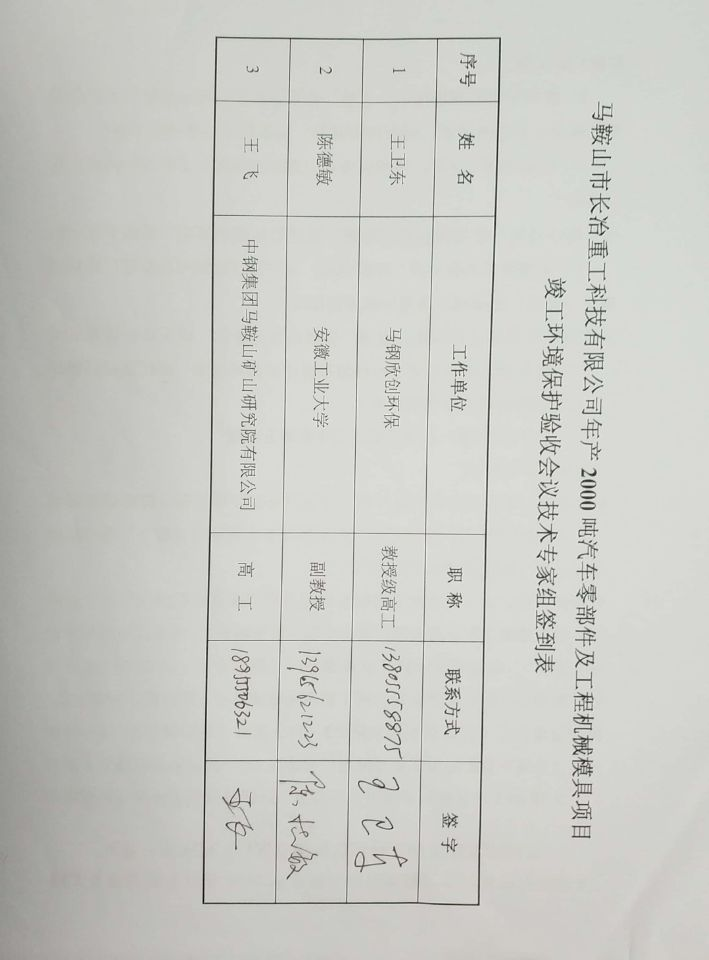 马鞍山市长冶重工科技有限公司年产 2000 吨汽车零部件及工程机械模具项目
竣工环境保护验收会议技术专家组签到表
序号 姓 名 工作单位 职 称 联系方式 签 字
1 王卫东 马钢欣创环保 教授级高工 13805558875 王卫东
2 陈德敏 安徽工业大学 副教授 13965621223 陈德敏
3 王 飞 中钢集团马鞍山矿山研究院有限公司 高 工 18955506321 王飞